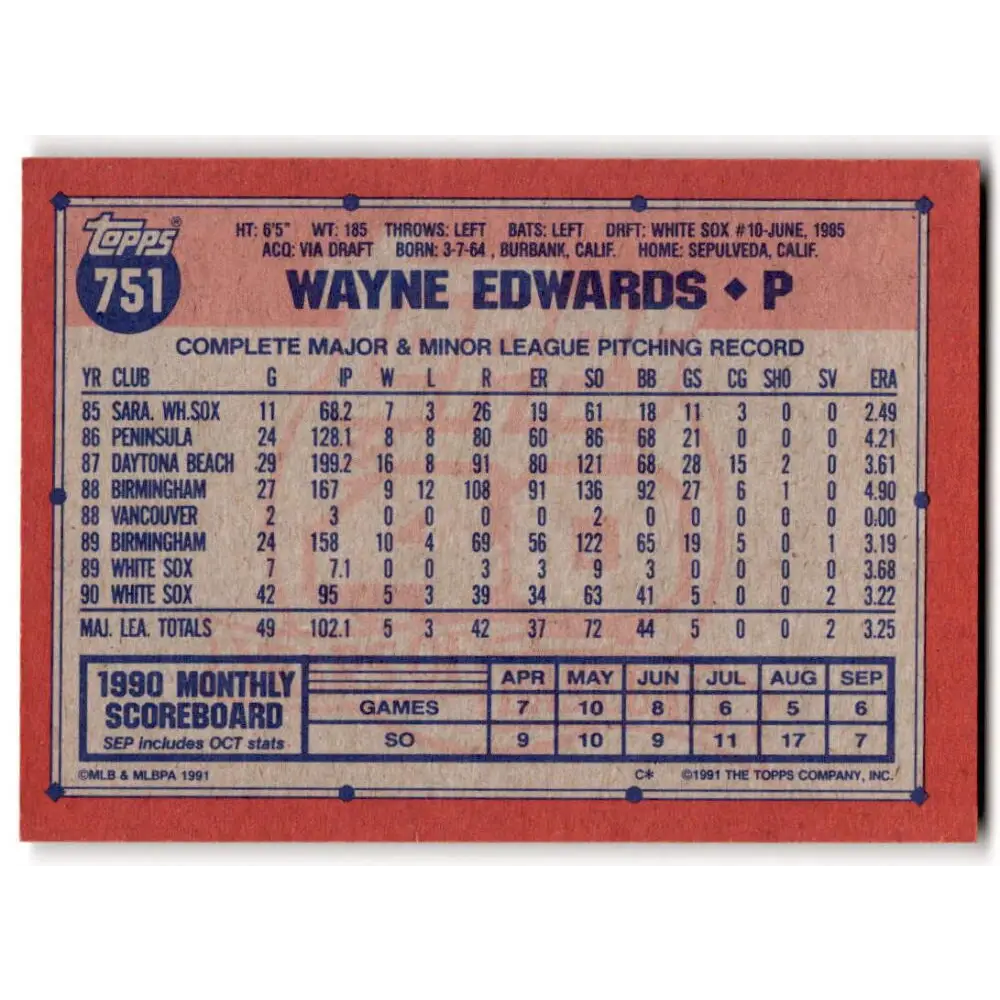 Topps®
751
HT: 6'5" WT: 185 THROWS: LEFT BATS: LEFT DRFT: WHITE SOX #10-JUNE, 1985
ACQ: VIA DRAFT BORN: 3-7-64 , BURBANK, CALIF. HOME: SEPULVEDA, CALIF.
WAYNE EDWARDS ◆ P
COMPLETE MAJOR & MINOR LEAGUE PITCHING RECORD
YR CLUB G IP W L R ER SO BB GS CG SHO SV ERA
85 SARA. WH.SOX 11 68.2 7 3 26 19 61 18 11 3 0 0 2.49
86 PENINSULA 24 128.1 8 8 80 60 86 68 21 0 0 0 4.21
87 DAYTONA BEACH 29 199.2 16 8 91 80 121 68 28 15 2 0 3.61
88 BIRMINGHAM 27 167 9 12 108 91 136 92 27 6 1 0 4.90
88 VANCOUVER 2 3 0 0 0 0 2 0 0 0 0 0 0.00
89 BIRMINGHAM 24 158 10 4 69 56 122 65 19 5 0 1 3.19
89 WHITE SOX 7 7.1 0 0 3 3 9 3 0 0 0 0 3.68
90 WHITE SOX 42 95 5 3 39 34 63 41 5 0 0 2 3.22
MAJ. LEA. TOTALS 49 102.1 5 3 42 37 72 44 5 0 0 2 3.25
1990 MONTHLY
SCOREBOARD
SEP includes OCT stats
APR MAY JUN JUL AUG SEP
GAMES 7 10 8 6 5 6
SO 9 10 9 11 17 7
©MLB & MLBPA 1991 C* ©1991 THE TOPPS COMPANY, INC.